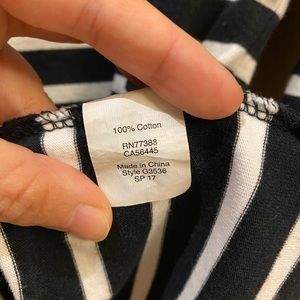 100% Cotton
RN77388
CA56445
Made in China
Style G3536
SP 17